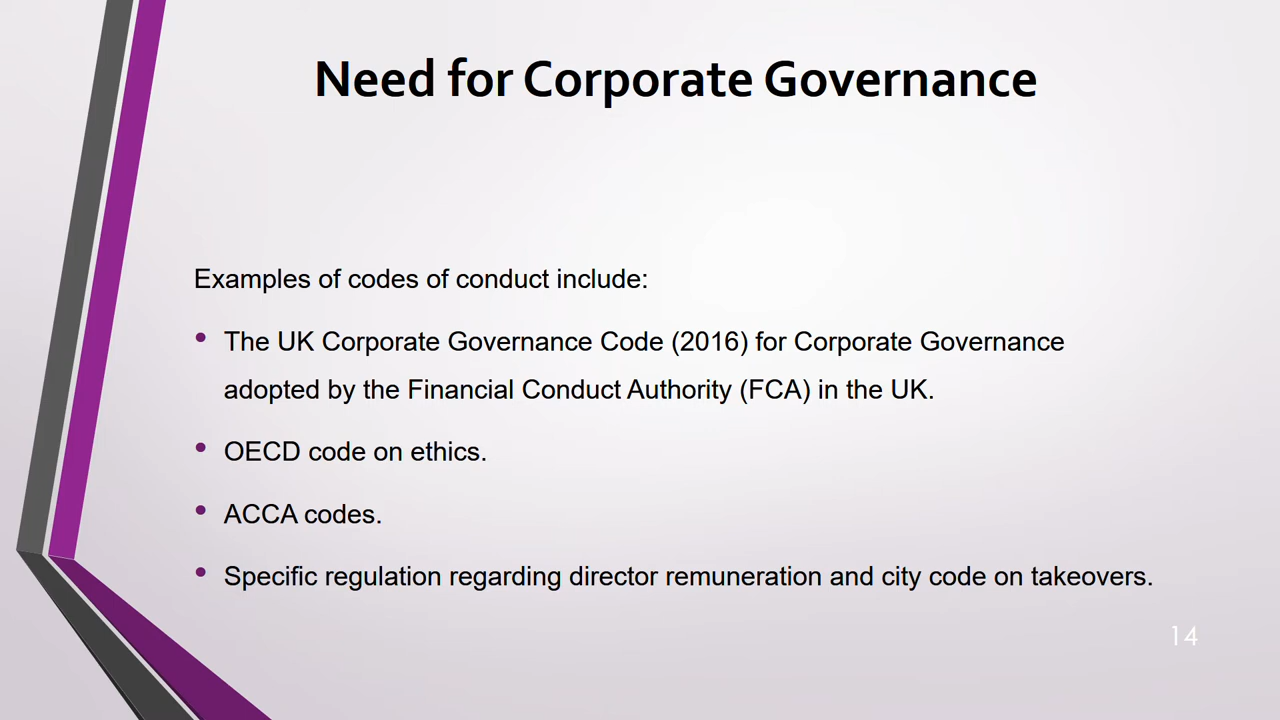 Need for Corporate Governance
Examples of codes of conduct include:
• The UK Corporate Governance Code (2016) for Corporate Governance
adopted by the Financial Conduct Authority (FCA) in the UK.
• OECD code on ethics.
• ACCA codes.
• Specific regulation regarding director remuneration and city code on takeovers.
14